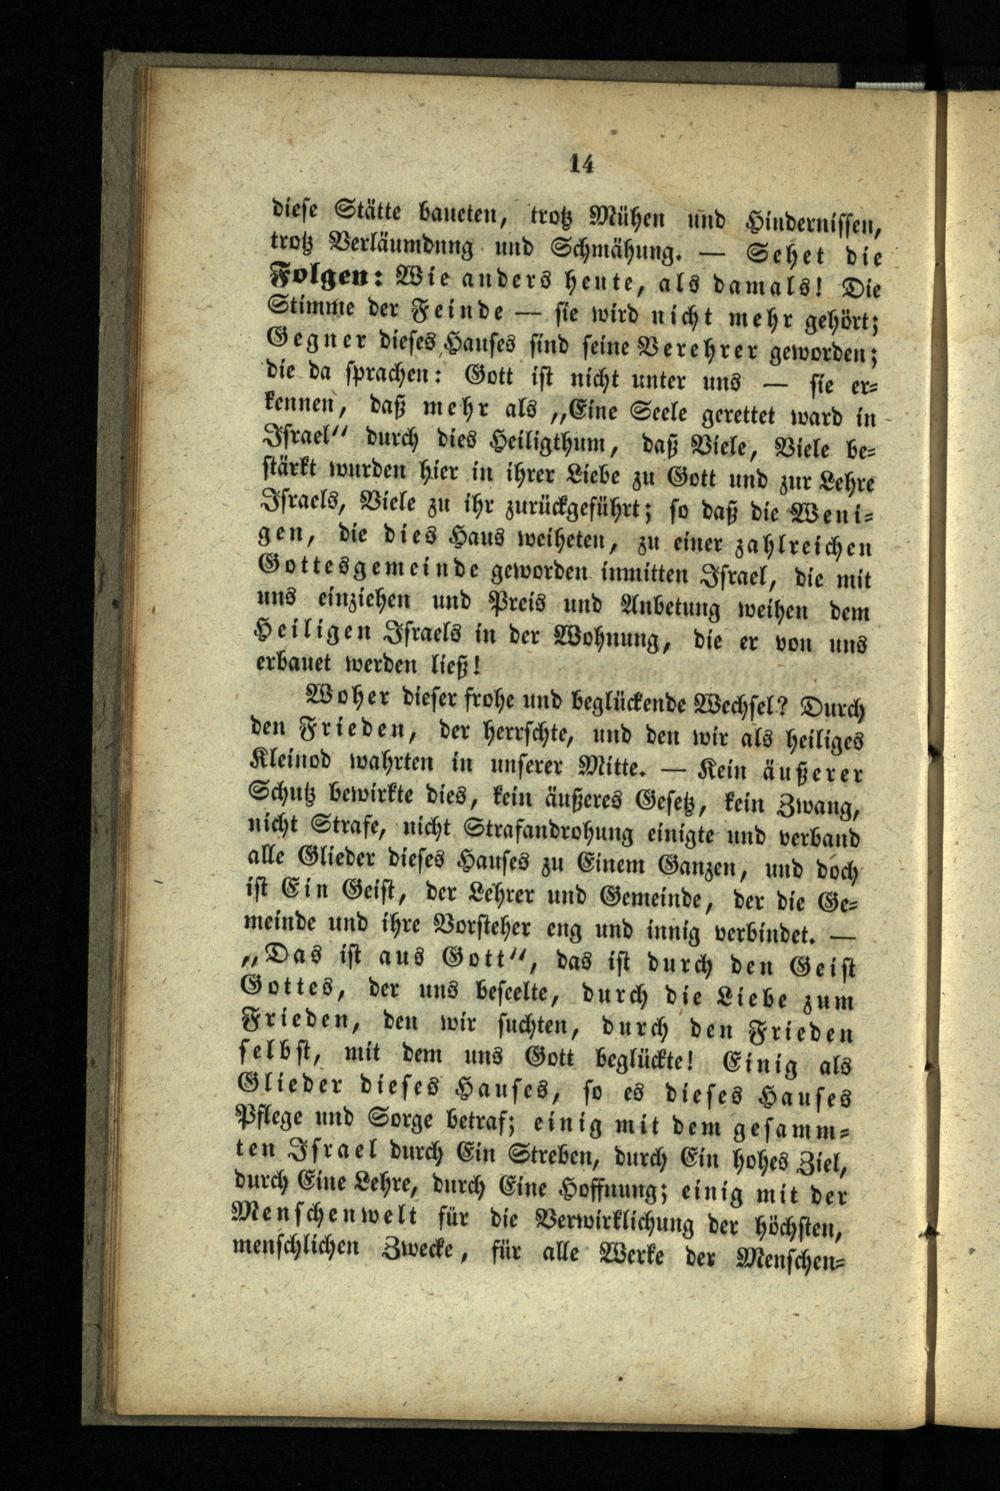 14
diese Stätte baueten, trotz Mühen und Hindernissen,
trotz Verläumdung und Schmähung. — Sehet die
Folgen: Wie anders heute, als damals! Die
Stimme der Feinde — sie wird nicht mehr gehört;
Gegner dieses Hauses sind seine Verehrer geworden;
die da sprachen: Gott ist nicht unter uns — sie er-
kennen, daß mehr als „Eine Seele gerettet ward in
Israel“ durch dies Heiligthum, daß Viele, Viele be-
stärkt wurden hier in ihrer Liebe zu Gott und zur Lehre
Israels, Viele zu ihr zurückgeführt; so daß die Weni-
gen, die dies Haus weiheten, zu einer zahlreichen
Gottesgemeinde geworden inmitten Israel, die mit
uns einziehen und Preis und Anbetung weihen dem
Heiligen Israels in der Wohnung, die er von uns
erbauet werden ließ!
Woher dieser frohe und beglückende Wechsel? Durch
den Frieden, der herrschte, und den wir als heiliges
Kleinod wahrten in unserer Mitte. — Kein äußerer
Schutz bewirkte dies, kein äußeres Gesetz, kein Zwang,
nicht Strafe, nicht Strafandrohung einigte und verband
alle Glieder dieses Hauses zu Einem Ganzen, und doch
ist Ein Geist, der Lehrer und Gemeinde, der die Ge-
meinde und ihre Vorsteher eng und innig verbindet. —
„Das ist aus Gott“, das ist durch den Geist
Gottes, der uns beseelte, durch die Liebe zum
Frieden, den wir suchten, durch den Frieden
selbst, mit dem uns Gott beglückte! Einig als
Glieder dieses Hauses, so es dieses Hauses
Pflege und Sorge betraf; einig mit dem gesamm-
ten Israel durch Ein Streben, durch Ein hohes Ziel,
durch Eine Lehre, durch Eine Hoffnung; einig mit der
Menschenwelt für die Verwirklichung der höchsten,
menschlichen Zwecke, für alle Werke der Menschen-